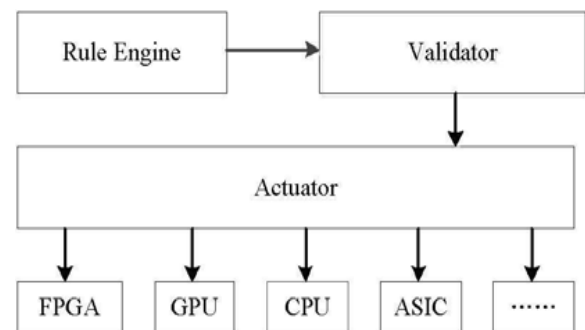 Rule Engine
Validator
Actuator
FPGA
GPU
CPU
ASIC
······